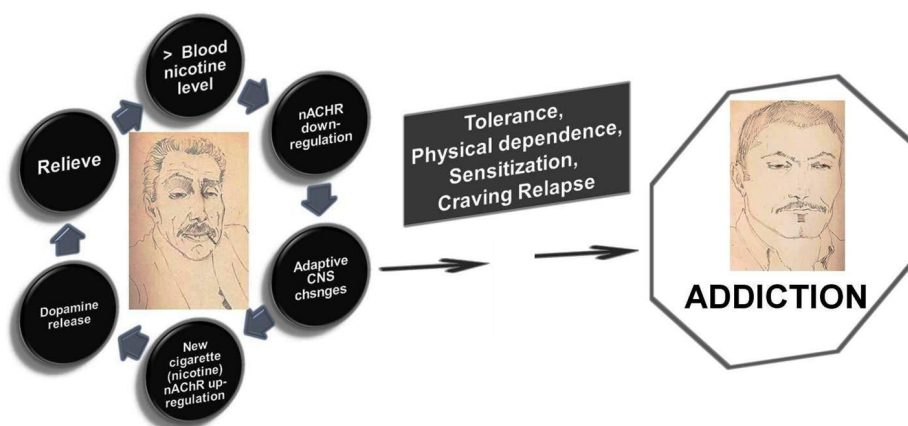 > Blood
nicotine
level
nACHR
down-
regulation
Adaptive
CNS
chsnges
New
cigarette
(nicotine)
nAChR up-
regulation
Dopamine
release
Relieve
Tolerance,
Physical dependence,
Sensitization,
Craving Relapse
ADDICTION